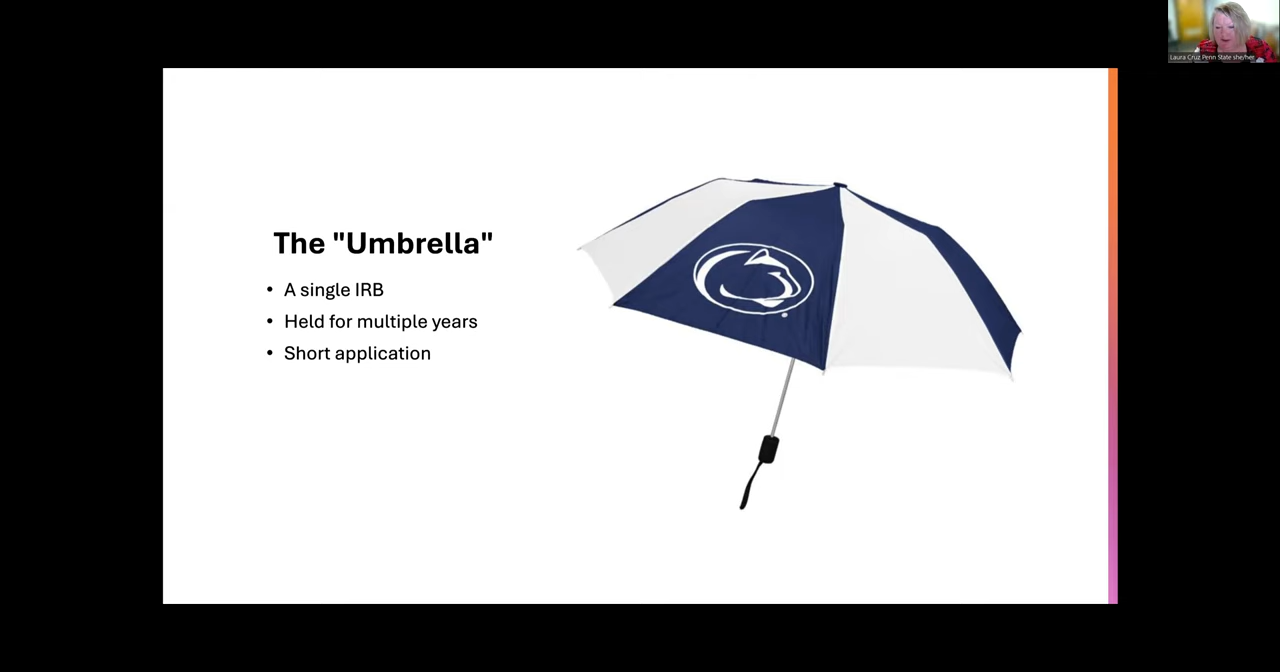 Laura Cruz Penn State she/her
The "Umbrella"
• A single IRB
• Held for multiple years
• Short application